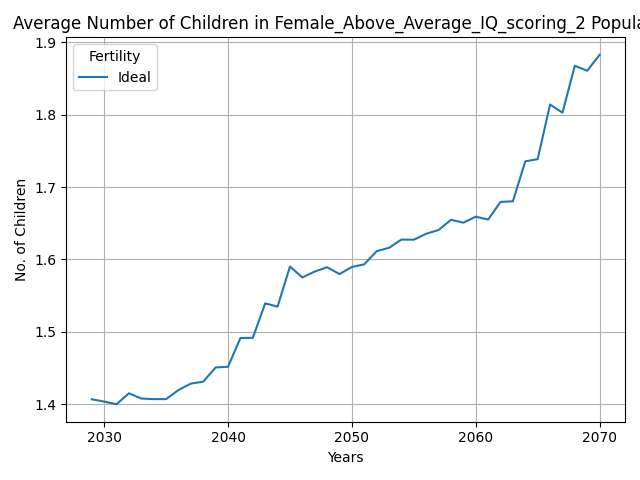 Average Number of Children in Female_Above_Average_IQ_scoring_2 Popula
1.9
Fertility
Ideal
1.8
1.7
1.6
1.5
1.4
No. of Children
2030 2040 2050 2060 2070
Years